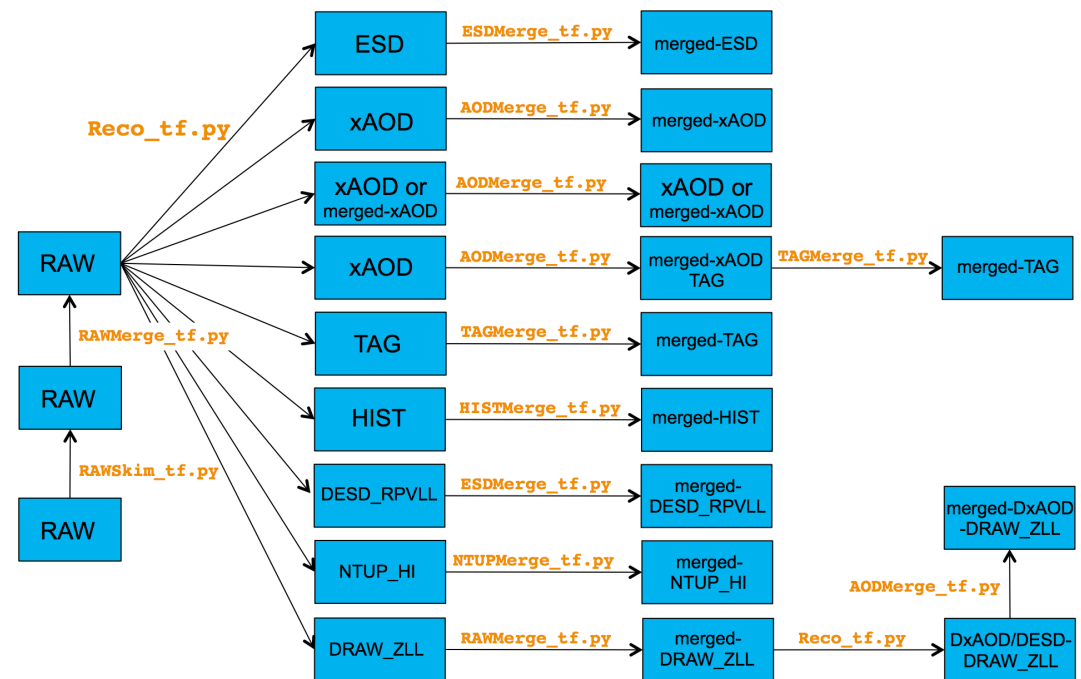 ESD
ESDMerge_tf.py
merged-ESD
Reco_tf.py
xAOD
AODMerge_tf.py
merged-xAOD
xAOD or
merged-xAOD
AODMerge_tf.py
xAOD or
merged-xAOD
RAW
xAOD
AODMerge_tf.py
merged-xAOD
TAG
TAGMerge_tf.py
merged-TAG
RAWMerge_tf.py
TAG
TAGMerge_tf.py
merged-TAG
RAW
HIST
HISTMerge_tf.py
merged-HIST
RAWSkim_tf.py
DESD_RPVLL
ESDMerge_tf.py
merged-
DESD_RPVLL
merged-DxAOD
-DRAW_ZLL
RAW
NTUP_HI
NTUPMerge_tf.py
merged-
NTUP_HI
AODMerge_tf.py
DRAW_ZLL
RAWMerge_tf.py
merged-
DRAW_ZLL
Reco_tf.py
DxAOD/DESD-
DRAW_ZLL